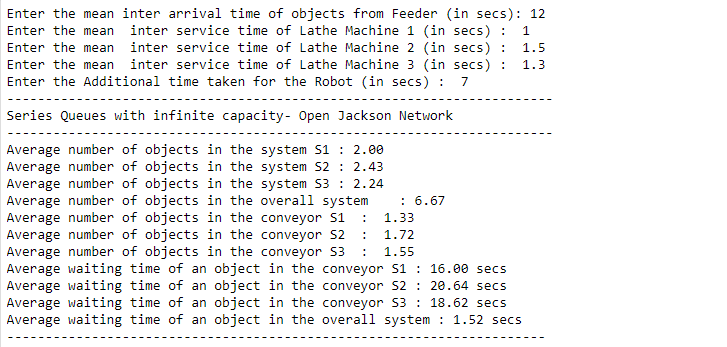 Enter the mean inter arrival time of objects from Feeder (in secs): 12
Enter the mean  inter service time of Lathe Machine 1 (in secs) :  1
Enter the mean  inter service time of Lathe Machine 2 (in secs) :  1.5
Enter the mean  inter service time of Lathe Machine 3 (in secs) :  1.3
Enter the Additional time taken for the Robot (in secs) :  7
-----------------------------------------------------------------------
Series Queues with infinite capacity- Open Jackson Network
-----------------------------------------------------------------------
Average number of objects in the system S1 : 2.00
Average number of objects in the system S2 : 2.43
Average number of objects in the system S3 : 2.24
Average number of objects in the overall system    : 6.67
Average number of objects in the conveyor S1  :  1.33
Average number of objects in the conveyor S2  :  1.72
Average number of objects in the conveyor S3  :  1.55
Average waiting time of an object in the conveyor S1 : 16.00 secs
Average waiting time of an object in the conveyor S2 : 20.64 secs
Average waiting time of an object in the conveyor S3 : 18.62 secs
Average waiting time of an object in the overall system : 1.52 secs
----------------------------------------------------------------------